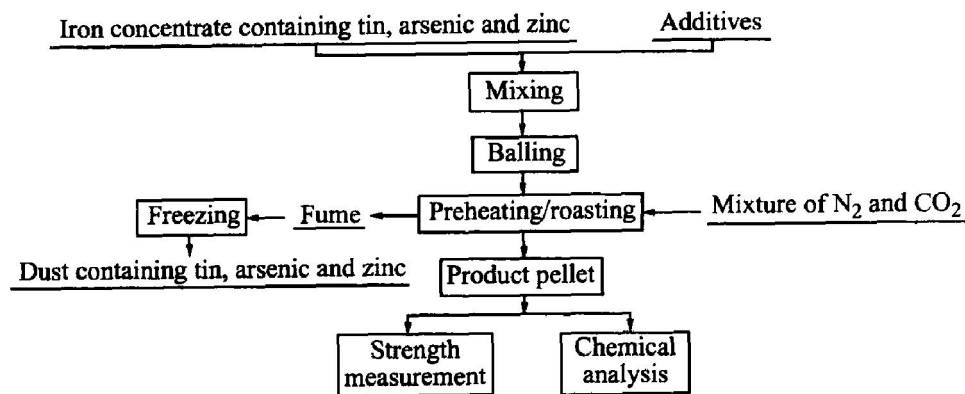 Iron concentrate containing tin, arsenic and zinc
Additives
Mixing
Balling
Freezing
Fume
Preheating/roasting
Mixture of N₂ and CO₂
Dust containing tin, arsenic and zinc
Product pellet
Strength
measurement
Chemical
analysis